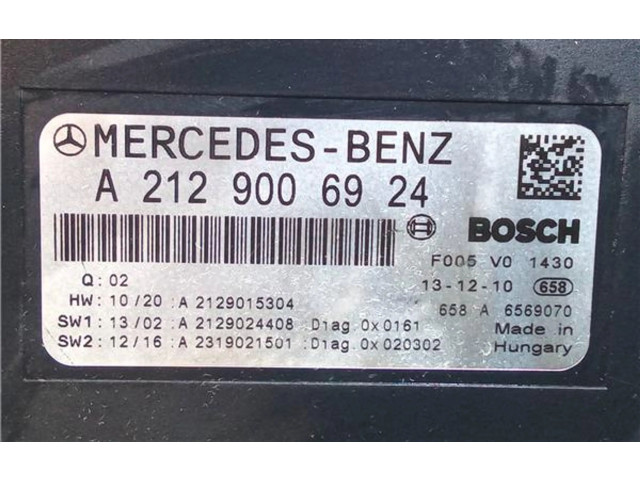 MERCEDES-BENZ
A 212 900 69 24
BOSCH
F005 V0 1430
Q: 02
13-12-10 658
HW: 10/20 :A 2129015304
658 A 6569070
SW1: 13/02 :A 2129024408 :Diag 0x0161
Made in
SW2: 12/16 :A 2319021501 :Diag 0x020302
Hungary